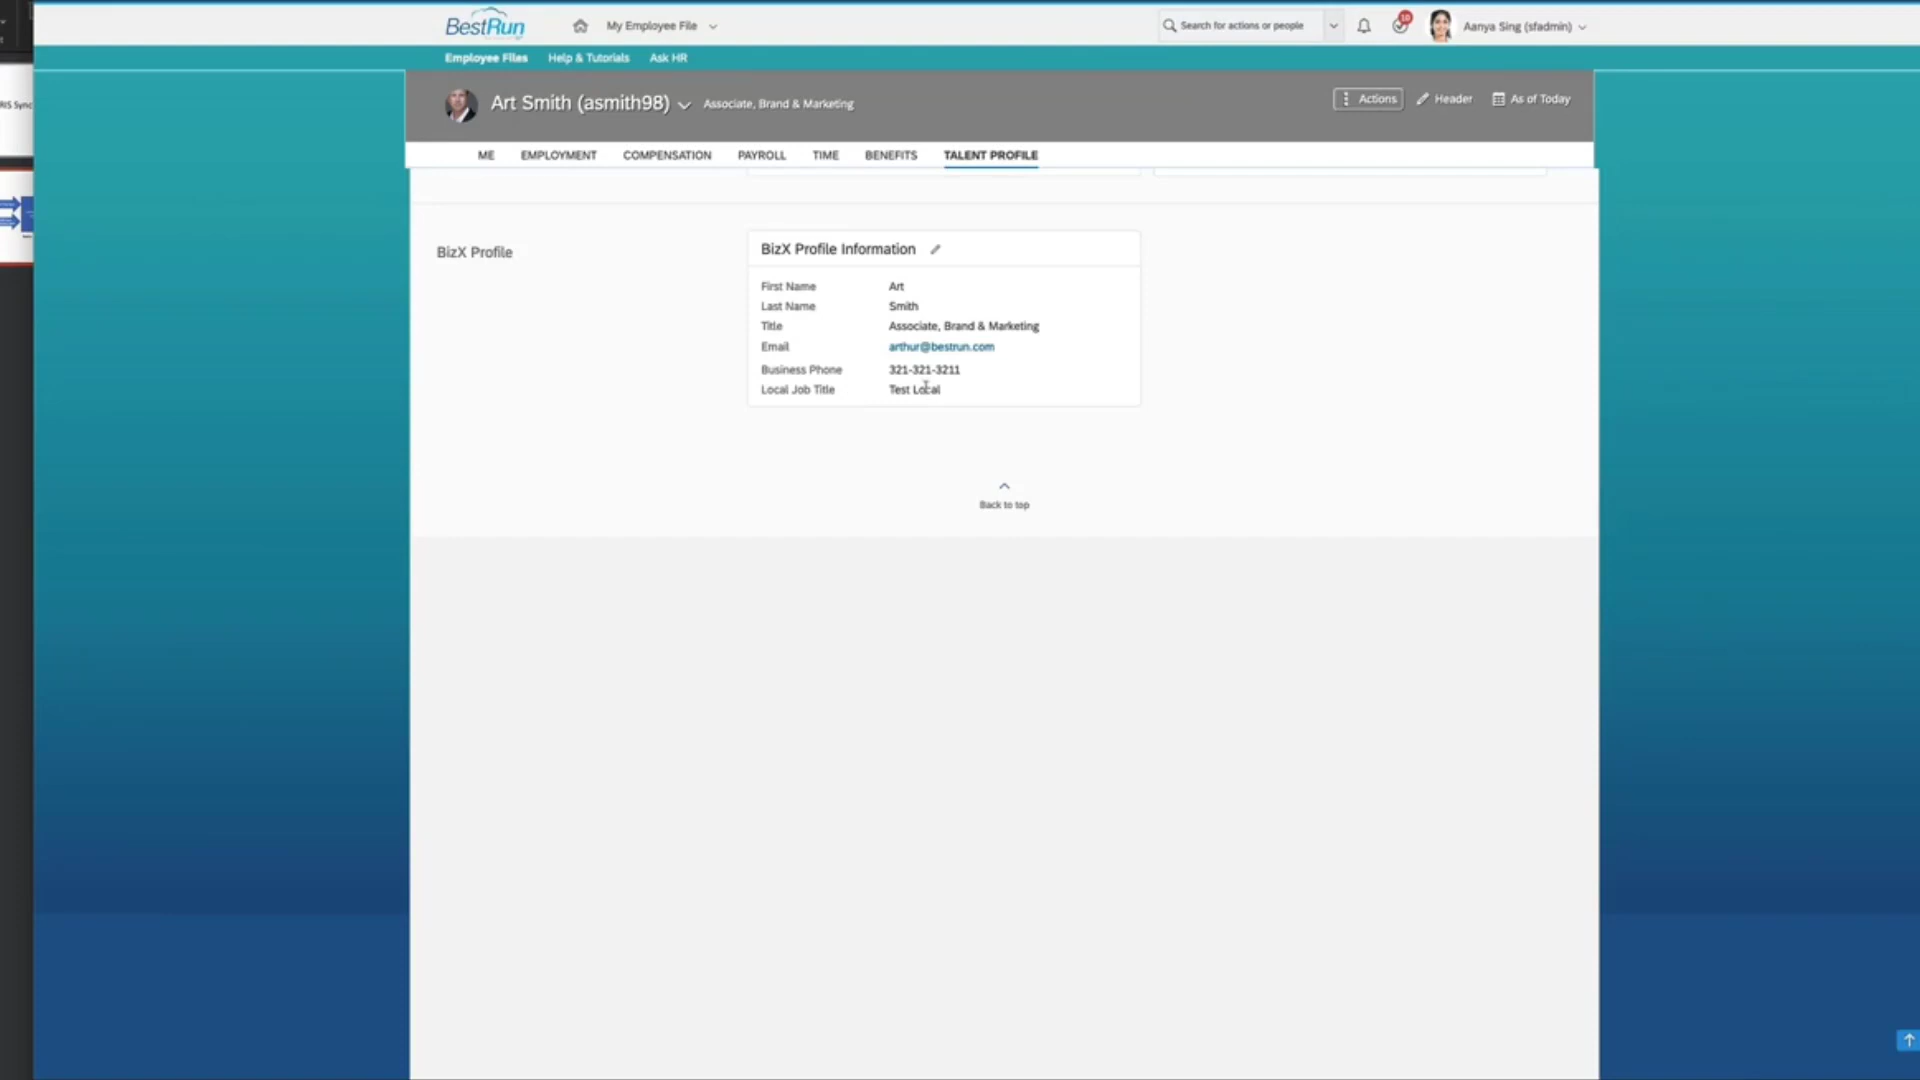 BestRun
My Employee File
Search for actions or people
10
Aanya Sing (sfadmin)
Employee Files
Help & Tutorials
Ask HR
RIS Sync
Art Smith (asmith98)
Associate, Brand & Marketing
Actions
Header
As of Today
ME
EMPLOYMENT
COMPENSATION
PAYROLL
TIME
BENEFITS
TALENT PROFILE
BizX Profile
BizX Profile Information
First Name Art
Last Name Smith
Title Associate, Brand & Marketing
Email arthur@bestrun.com
Business Phone 321-321-3211
Local Job Title Test Local
Back to top